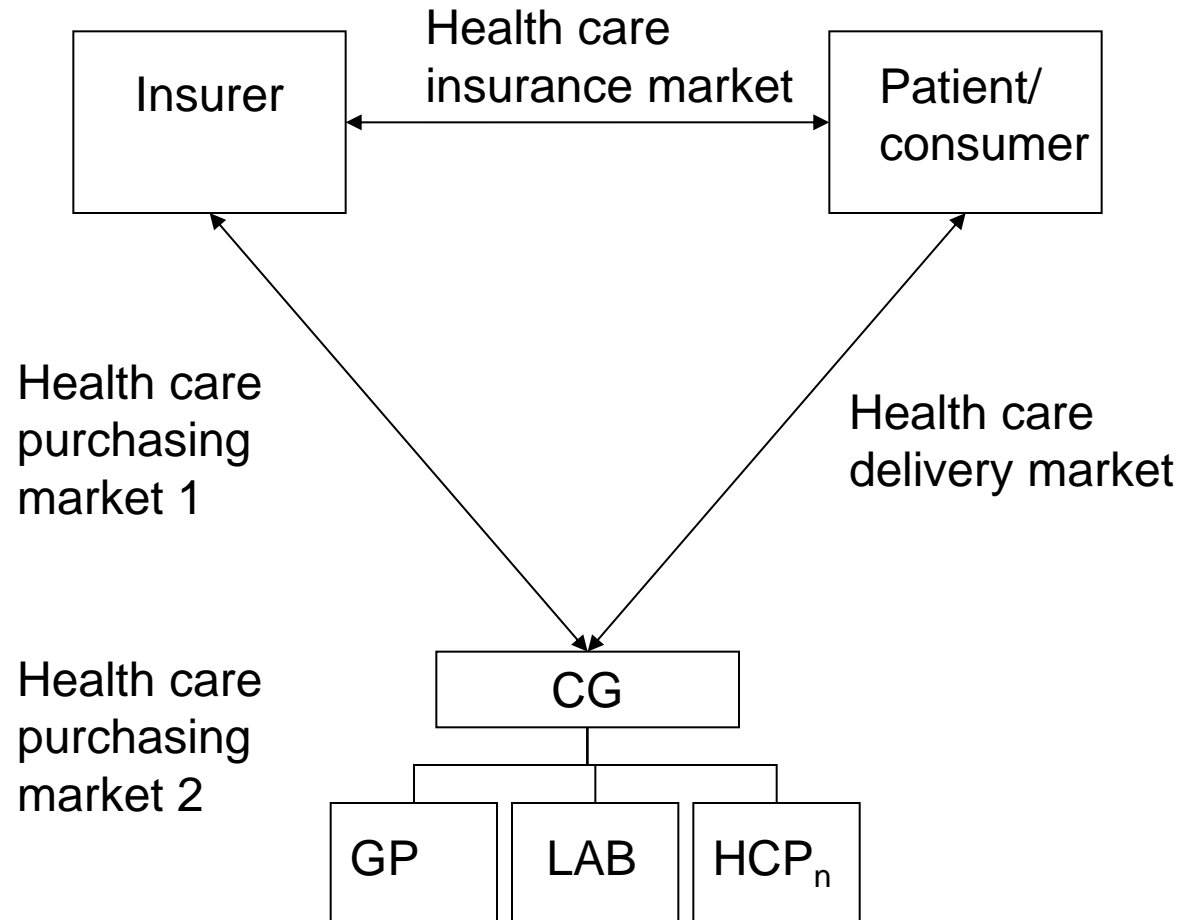 Health care
insurance market
Insurer
Patient/
consumer
Health care
purchasing
market 1
Health care
delivery market
Health care
purchasing
market 2
CG
GP
LAB
HCPn